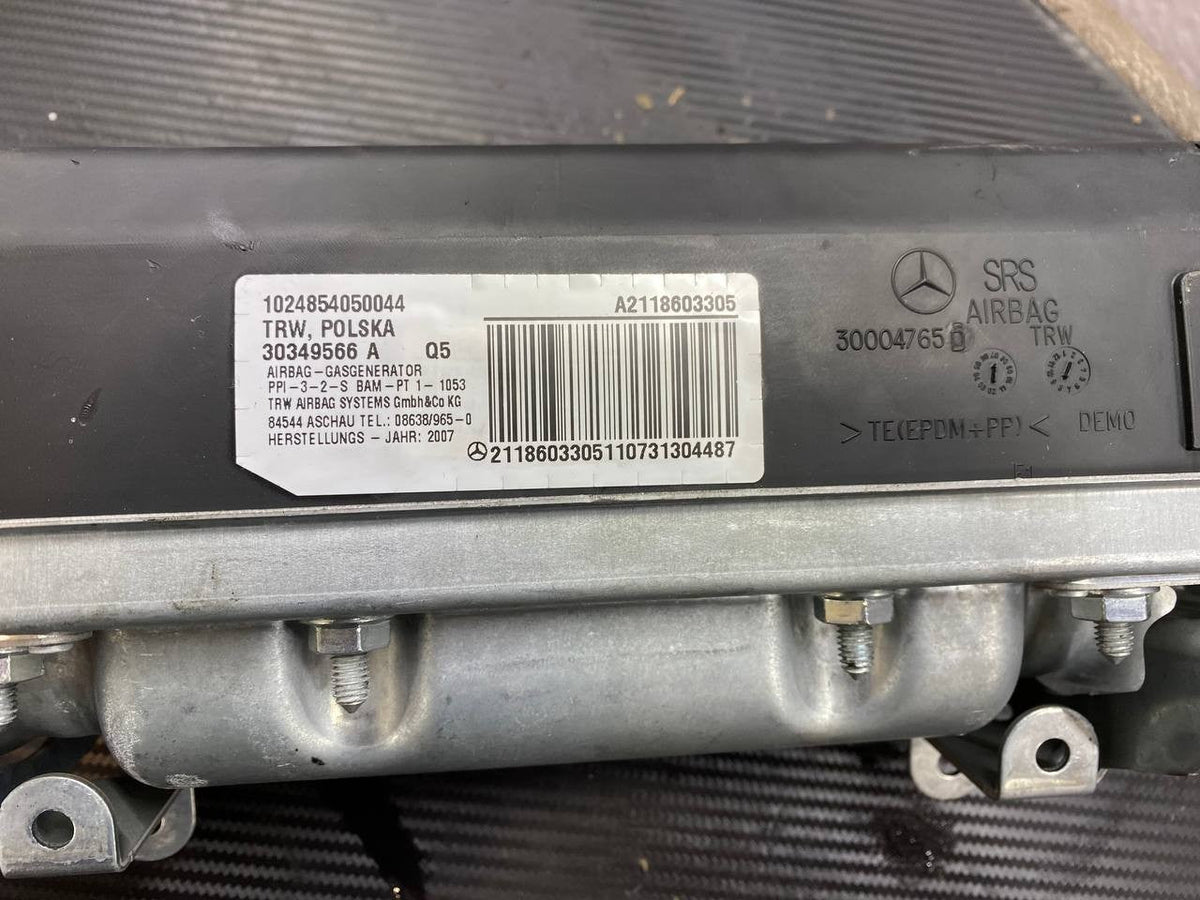 1024854050044
A2118603305
TRW, POLSKA
30349566 A Q5
AIRBAG-GASGENERATOR
PPI-3-2-S BAM-PT 1-1053
TRW AIRBAG SYSTEMS Gmbh&Co KG
84544 ASCHAU TEL.: 08638/965-0
HERSTELLUNGS - JAHR: 2007
2118603305110731304487
SRS
AIRBAG
30004765
TRW
>TE(EPDM+PP)< DEMO